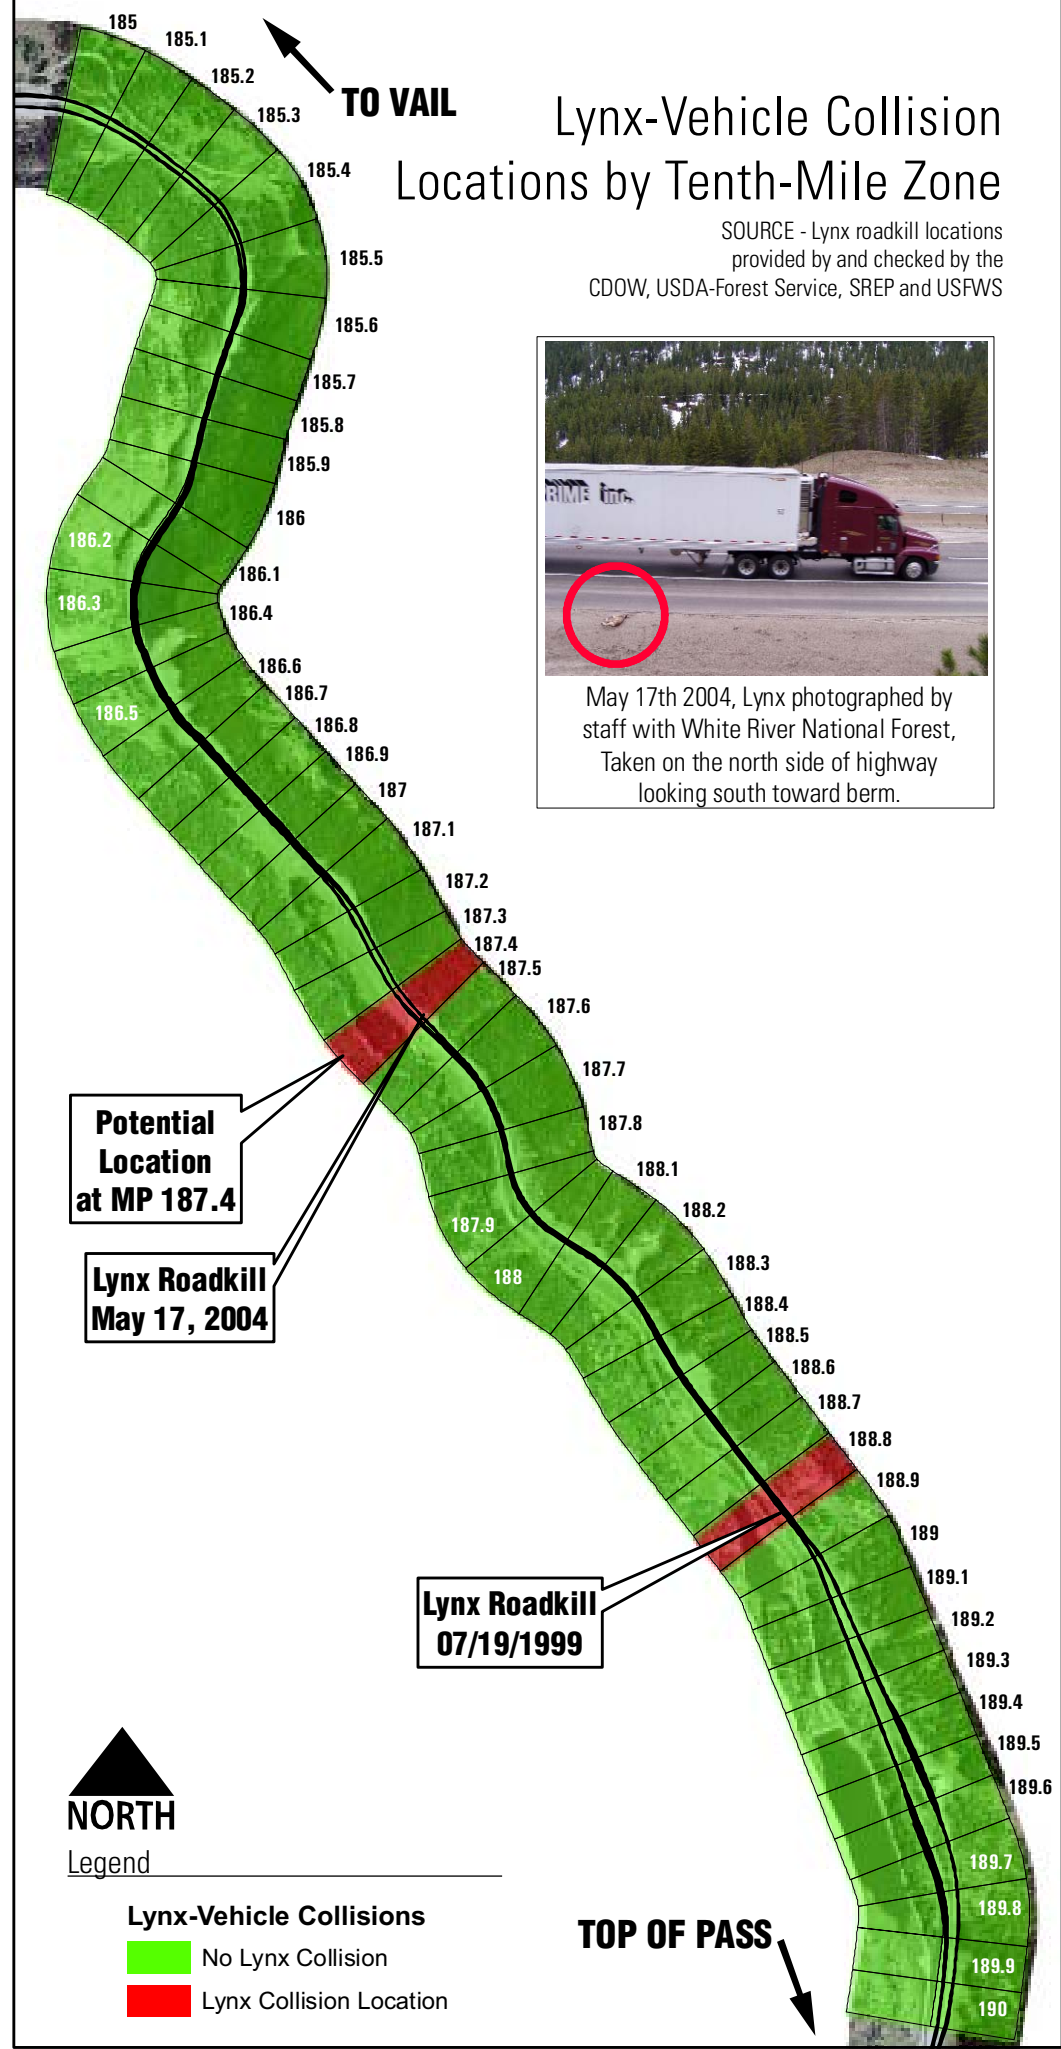 Lynx-Vehicle Collision
Locations by Tenth-Mile Zone
SOURCE - Lynx roadkill locations
provided by and checked by the
CDOW, USDA-Forest Service, SREP and USFWS
TO VAIL
185
185.1
185.2
185.3
185.4
185.5
185.6
185.7
185.8
185.9
186
186.1
186.2
186.3
186.4
186.5
186.6
186.7
186.8
186.9
187
187.1
187.2
187.3
187.4
187.5
187.6
187.7
187.8
187.9
188
188.1
188.2
188.3
188.4
188.5
188.6
188.7
188.8
188.9
189
189.1
189.2
189.3
189.4
189.5
189.6
189.7
189.8
189.9
190
RIME inc.
May 17th 2004, Lynx photographed by
staff with White River National Forest,
Taken on the north side of highway
looking south toward berm.
Potential
Location
at MP 187.4
Lynx Roadkill
May 17, 2004
Lynx Roadkill
07/19/1999
TOP OF PASS
NORTH
Legend
Lynx-Vehicle Collisions
No Lynx Collision
Lynx Collision Location